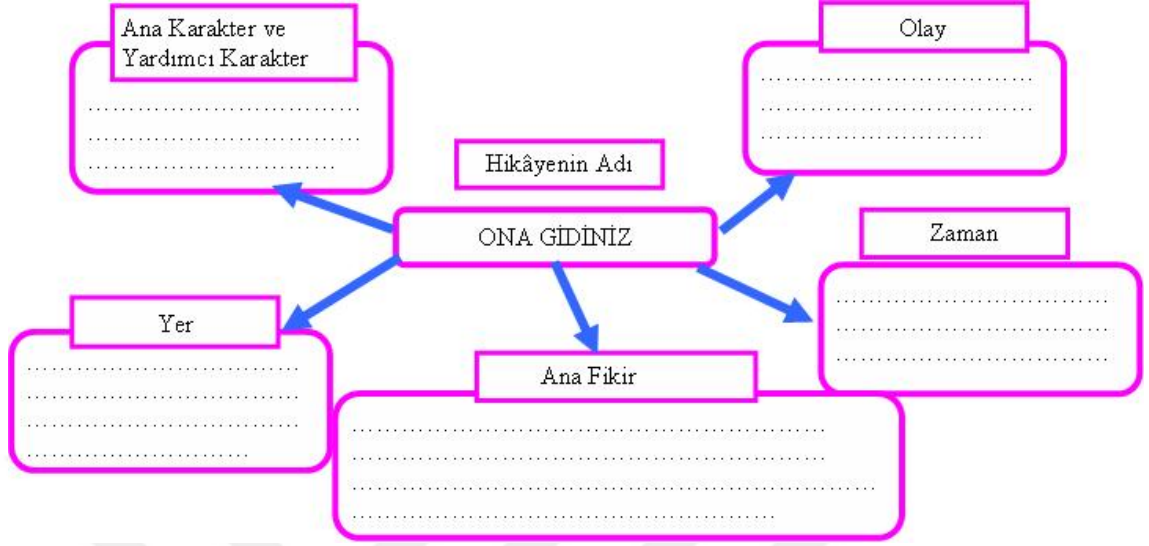 Ana Karakter ve
Yardımcı Karakter
……………………………
……………………………
…………………………
Olay
……………………………
……………………………
………………………
Hikâyenin Adı
ONA GİDİNİZ
Zaman
……………………………
……………………………
……………………………
Yer
……………………………
……………………………
……………………………
………………………
Ana Fikir
…………………………………………………
…………………………………………………
………………………………………………………
……………………………………………